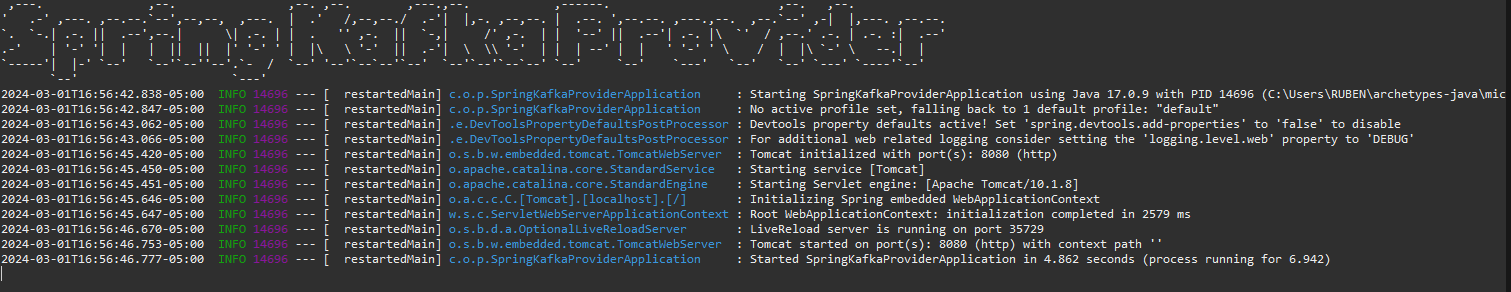 SpringKafkaProvider
2024-03-01T16:56:42.838-05:00  INFO 14696 --- [  restartedMain] c.o.p.SpringKafkaProviderApplication     : Starting SpringKafkaProviderApplication using Java 17.0.9 with PID 14696 (C:\Users\RUBEN\archetypes-java\mic
2024-03-01T16:56:42.847-05:00  INFO 14696 --- [  restartedMain] c.o.p.SpringKafkaProviderApplication     : No active profile set, falling back to 1 default profile: "default"
2024-03-01T16:56:43.062-05:00  INFO 14696 --- [  restartedMain] .e.DevToolsPropertyDefaultsPostProcessor : Devtools property defaults active! Set 'spring.devtools.add-properties' to 'false' to disable
2024-03-01T16:56:43.066-05:00  INFO 14696 --- [  restartedMain] .e.DevToolsPropertyDefaultsPostProcessor : For additional web related logging consider setting the 'logging.level.web' property to 'DEBUG'
2024-03-01T16:56:45.420-05:00  INFO 14696 --- [  restartedMain] o.s.b.w.embedded.tomcat.TomcatWebServer  : Tomcat initialized with port(s): 8080 (http)
2024-03-01T16:56:45.450-05:00  INFO 14696 --- [  restartedMain] o.apache.catalina.core.StandardService   : Starting service [Tomcat]
2024-03-01T16:56:45.451-05:00  INFO 14696 --- [  restartedMain] o.apache.catalina.core.StandardEngine    : Starting Servlet engine: [Apache Tomcat/10.1.8]
2024-03-01T16:56:45.646-05:00  INFO 14696 --- [  restartedMain] o.a.c.c.C.[Tomcat].[localhost].[/]       : Initializing Spring embedded WebApplicationContext
2024-03-01T16:56:45.647-05:00  INFO 14696 --- [  restartedMain] w.s.c.ServletWebServerApplicationContext : Root WebApplicationContext: initialization completed in 2579 ms
2024-03-01T16:56:46.670-05:00  INFO 14696 --- [  restartedMain] o.s.b.d.a.OptionalLiveReloadServer       : LiveReload server is running on port 35729
2024-03-01T16:56:46.753-05:00  INFO 14696 --- [  restartedMain] o.s.b.w.embedded.tomcat.TomcatWebServer  : Tomcat started on port(s): 8080 (http) with context path ''
2024-03-01T16:56:46.777-05:00  INFO 14696 --- [  restartedMain] c.o.p.SpringKafkaProviderApplication     : Started SpringKafkaProviderApplication in 4.862 seconds (process running for 6.942)